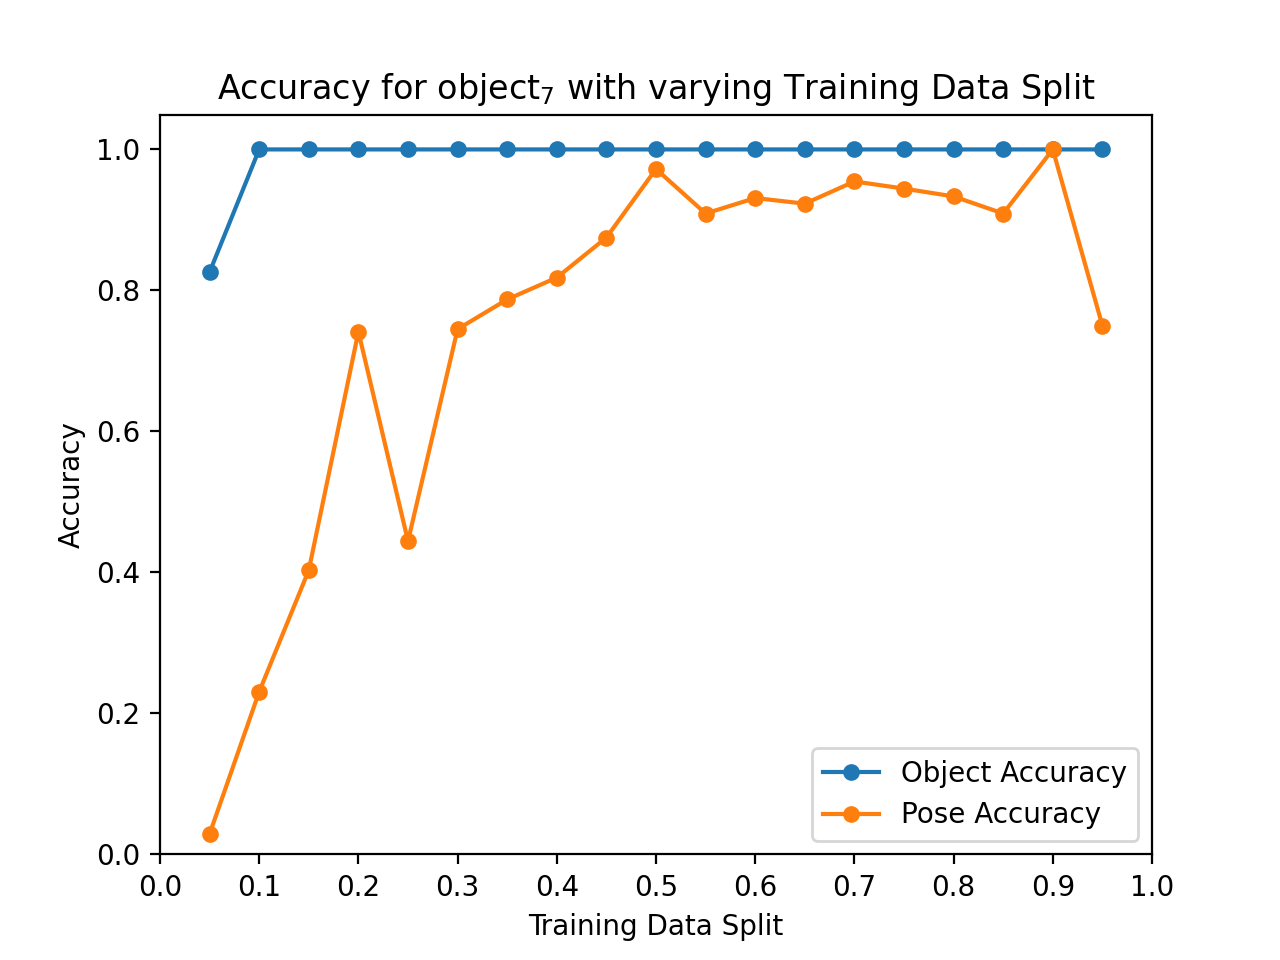 Accuracy for object₇ with varying Training Data Split
1.0
0.8
0.6
0.4
0.2
0.0
Accuracy
Object Accuracy
Pose Accuracy
0.0 0.1 0.2 0.3 0.4 0.5 0.6 0.7 0.8 0.9 1.0
Training Data Split